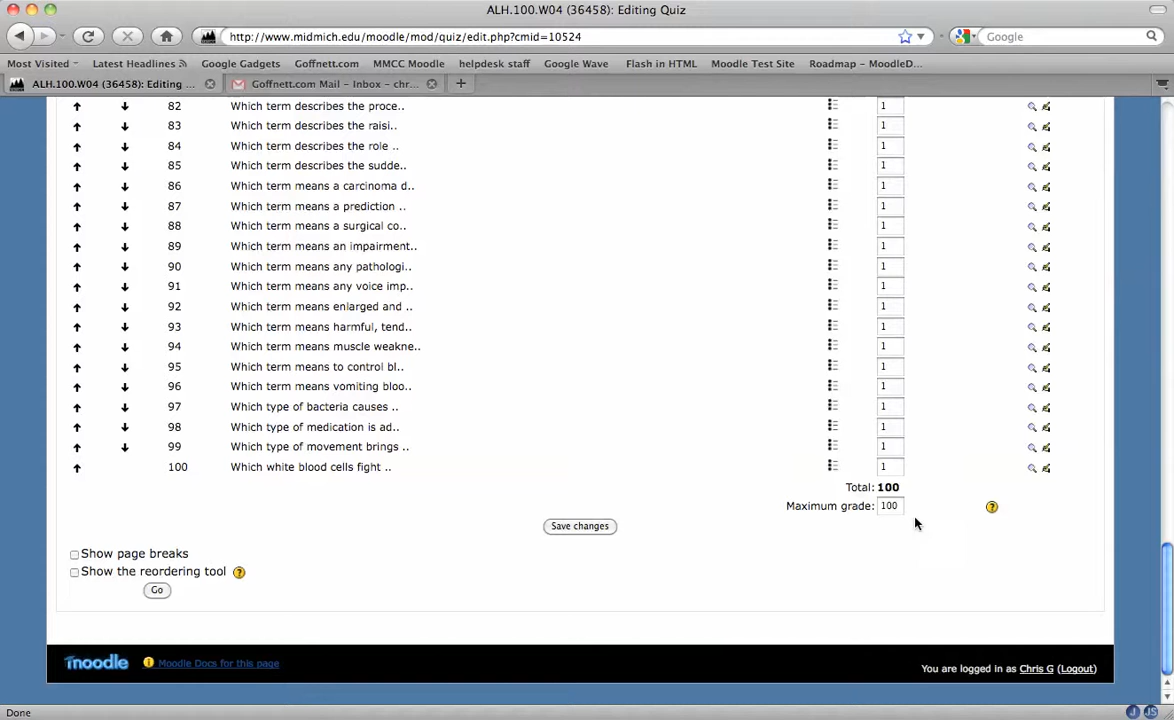 ALH.100.W04 (36458): Editing Quiz
http://www.midmich.edu/moodle/mod/quiz/edit.php?cmid=10524
Google
Most Visited Latest Headlines Google Gadgets Goffnett.com MMCC Moodle helpdesk staff Google Wave Flash in HTML Moodle Test Site Roadmap – MoodleD...
ALH.100.W04 (36458): Editing ... Goffnett.com Mail – Inbox – chr...
82 Which term describes the proce.. 1
83 Which term describes the raisi.. 1
84 Which term describes the role .. 1
85 Which term describes the sudde.. 1
86 Which term means a carcinoma d.. 1
87 Which term means a prediction .. 1
88 Which term means a surgical co.. 1
89 Which term means an impairment.. 1
90 Which term means any pathologi.. 1
91 Which term means any voice imp.. 1
92 Which term means enlarged and .. 1
93 Which term means harmful, tend.. 1
94 Which term means muscle weakne.. 1
95 Which term means to control bl.. 1
96 Which term means vomiting bloo.. 1
97 Which type of bacteria causes .. 1
98 Which type of medication is ad.. 1
99 Which type of movement brings .. 1
100 Which white blood cells fight .. 1
Total: 100
Maximum grade: 100 ?
Save changes
Show page breaks
Show the reordering tool ?
Go
moodle i Moodle Docs for this page
You are logged in as Chris G (Logout)
Done J JS